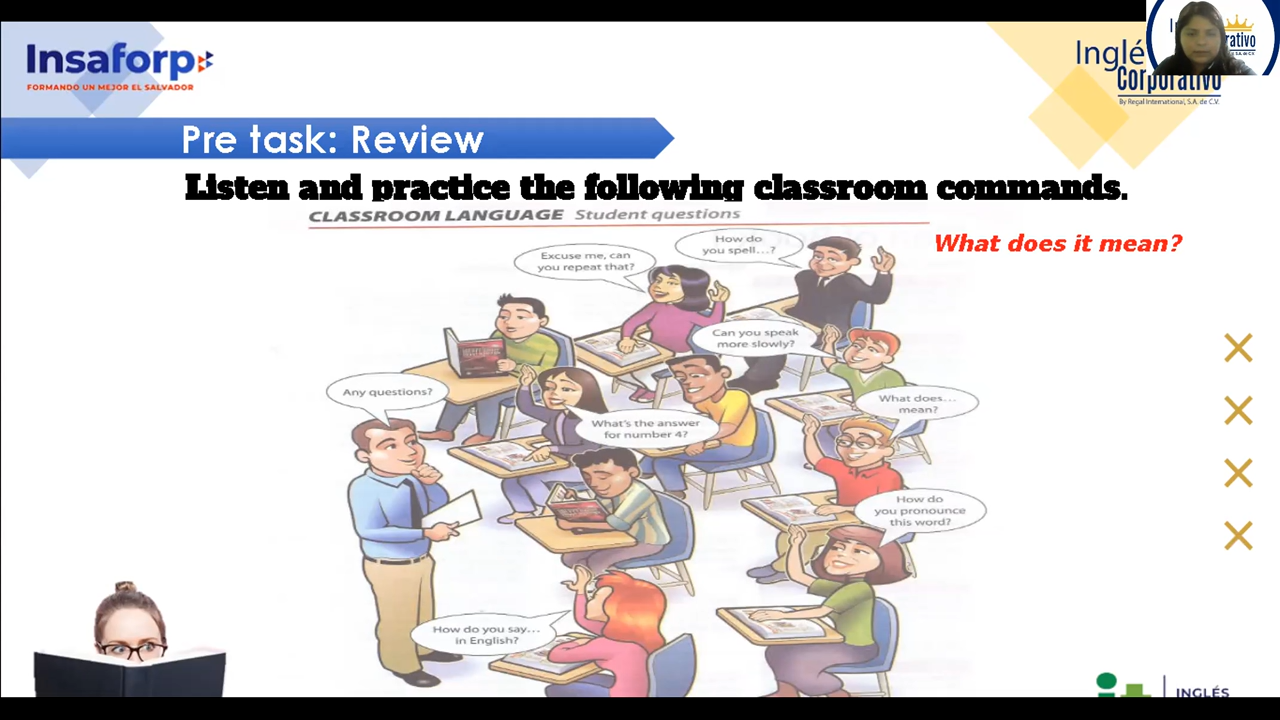 Insaforp
FORMANDO UN MEJOR EL SALVADOR
Inglé
Corporativo
By Regal International, S.A. de C.V.
Pre task: Review
Listen and practice the following classroom commands.
CLASSROOM LANGUAGE Student questions
What does it mean?
How do
you spell...?
Excuse me, can
you repeat that?
Can you speak
more slowly?
Any questions?
What does...
mean?
What's the answer
for number 4?
How do
you pronounce
this word?
How do you say...
in English?
INGLÉS